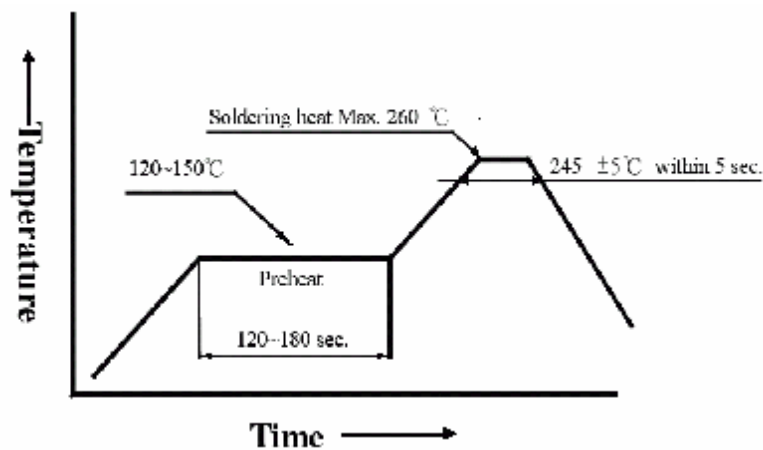 Soldering heat Max. 260 ℃
120~150℃
245 ±5℃ within 5 sec.
Preheat
120~180 sec.
Temperature
Time